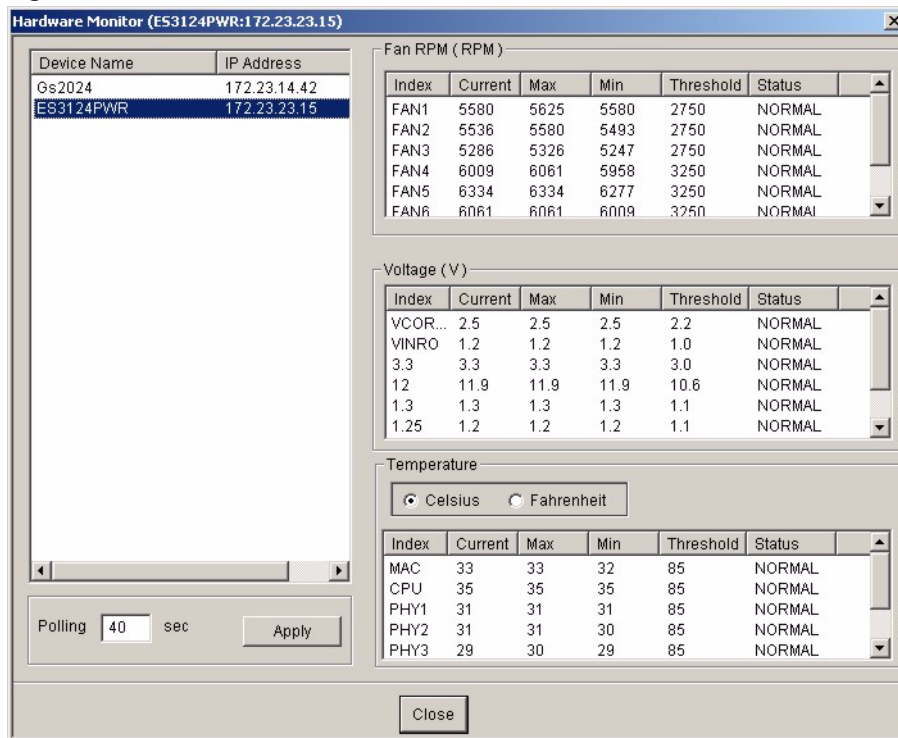 Hardware Monitor (ES3124PWR:172.23.23.15)
Device Name IP Address
Gs2024 172.23.14.42
ES3124PWR 172.23.23.15
Polling 40 sec Apply
Fan RPM ( RPM )
Index Current Max Min Threshold Status
FAN1 5580 5625 5580 2750 NORMAL
FAN2 5536 5580 5493 2750 NORMAL
FAN3 5286 5326 5247 2750 NORMAL
FAN4 6009 6061 5958 3250 NORMAL
FAN5 6334 6334 6277 3250 NORMAL
FAN6 6061 6061 6009 3250 NORMAL
Voltage ( V )
Index Current Max Min Threshold Status
VCOR... 2.5 2.5 2.5 2.2 NORMAL
VINRO 1.2 1.2 1.2 1.0 NORMAL
3.3 3.3 3.3 3.3 3.0 NORMAL
12 11.9 11.9 11.9 10.6 NORMAL
1.3 1.3 1.3 1.3 1.1 NORMAL
1.25 1.2 1.2 1.2 1.1 NORMAL
Temperature
Celsius Fahrenheit
Index Current Max Min Threshold Status
MAC 33 33 32 85 NORMAL
CPU 35 35 35 85 NORMAL
PHY1 31 31 31 85 NORMAL
PHY2 31 31 30 85 NORMAL
PHY3 29 30 29 85 NORMAL
Close